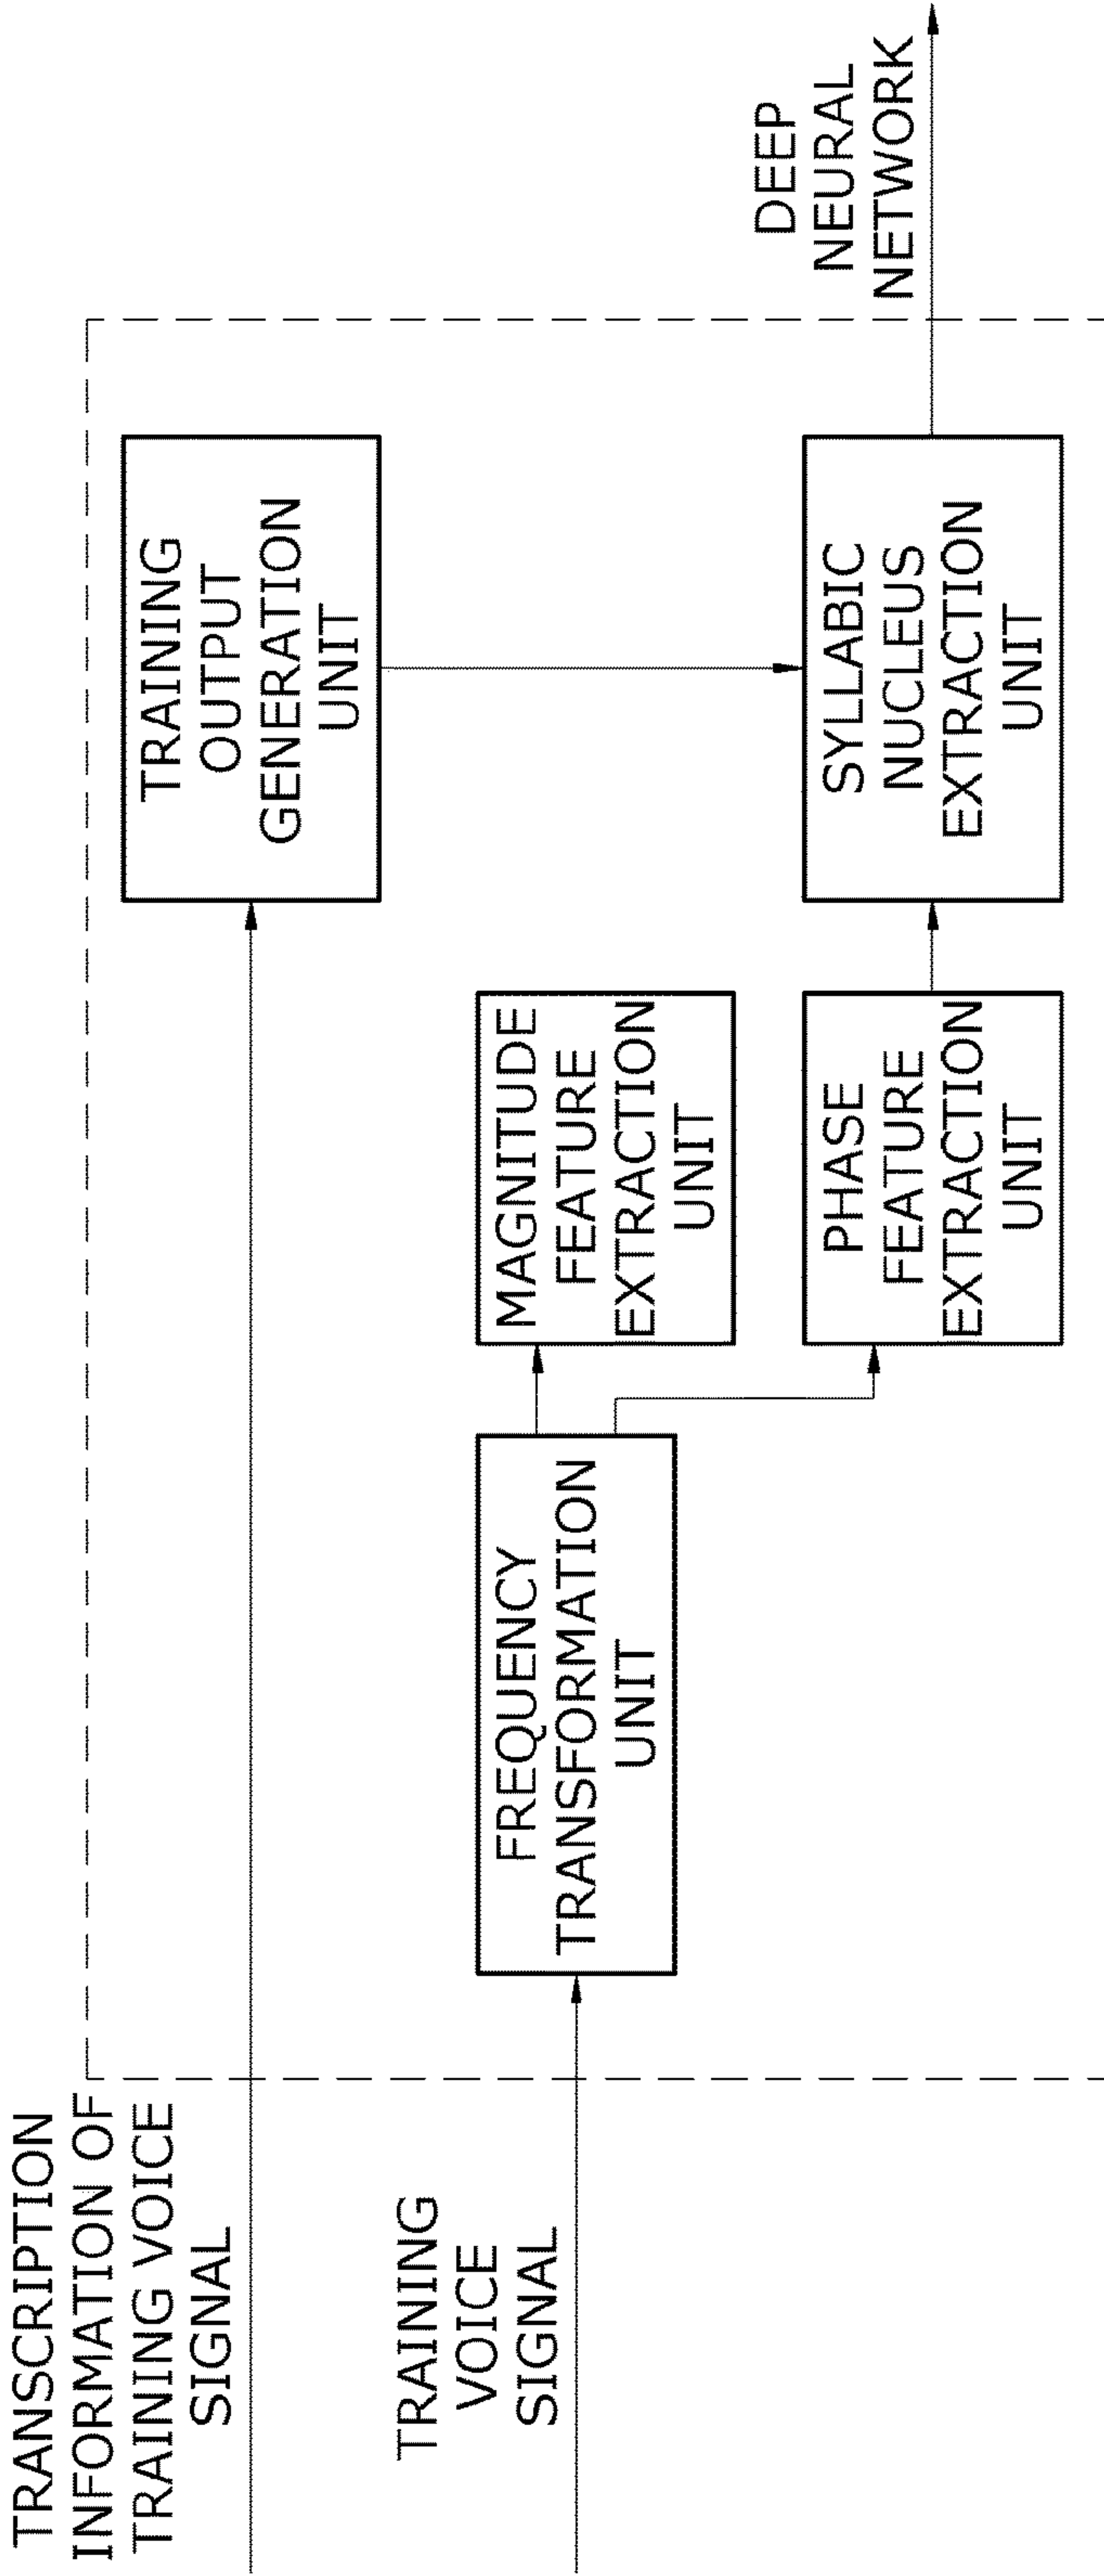 TRANSCRIPTION
INFORMATION OF
TRAINING VOICE
SIGNAL
TRAINING
VOICE
SIGNAL
FREQUENCY
TRANSFORMATION
UNIT
MAGNITUDE
FEATURE
EXTRACTION
UNIT
PHASE
FEATURE
EXTRACTION
UNIT
TRAINING
OUTPUT
GENERATION
UNIT
SYLLABIC
NUCLEUS
EXTRACTION
UNIT
DEEP
NEURAL
NETWORK